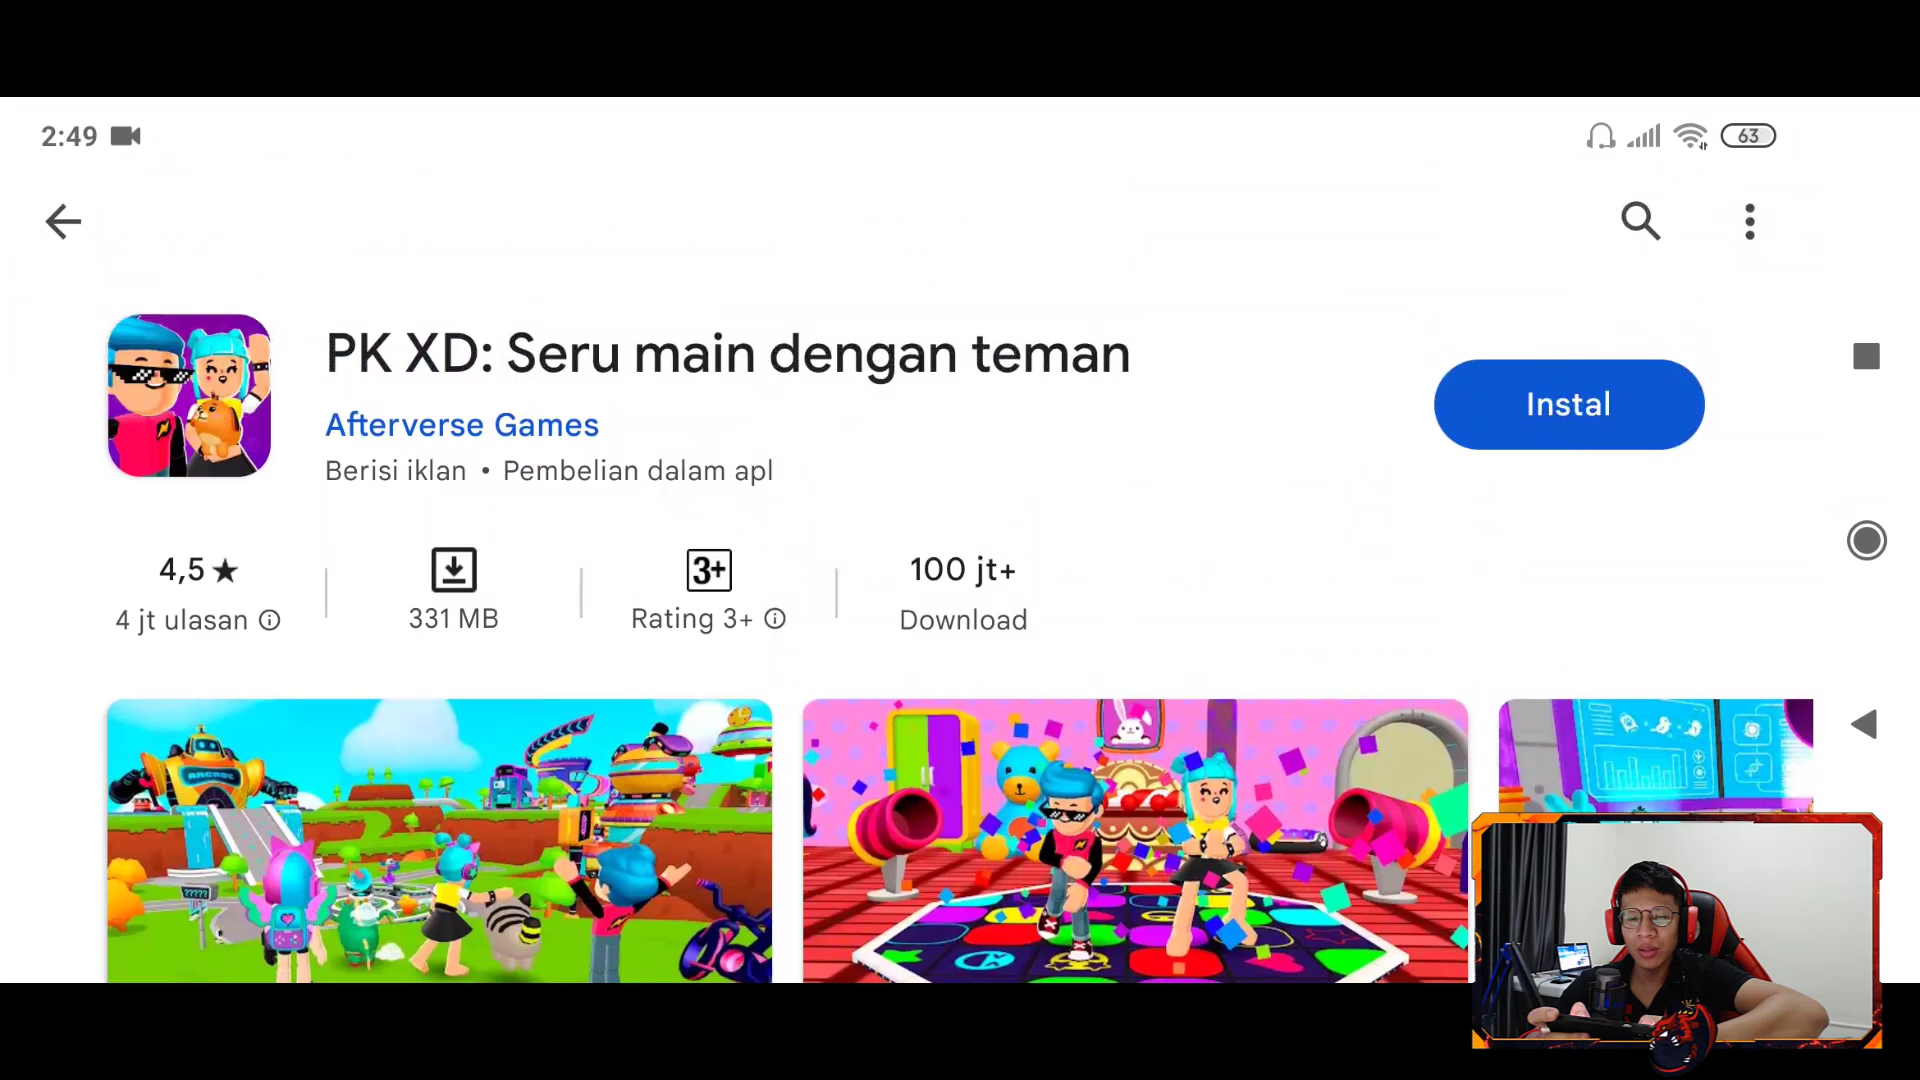 2:49
63
PK XD: Seru main dengan teman
Afterverse Games
Instal
Berisi iklan • Pembelian dalam apl
4,5★
3+
100 jt+
4 jt ulasan
331 MB
Rating 3+
Download
ARCADE
?????